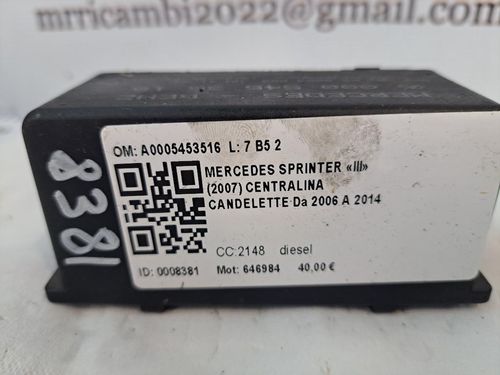 mrricambi2022@gmail.
OM: A0005453516 L: 7 B5 2
MERCEDES SPRINTER «III»
(2007) CENTRALINA
CANDELETTE Da 2006 A 2014
CC:2148 diesel
ID: 0008381 Mot: 646984 40,00 €
8381